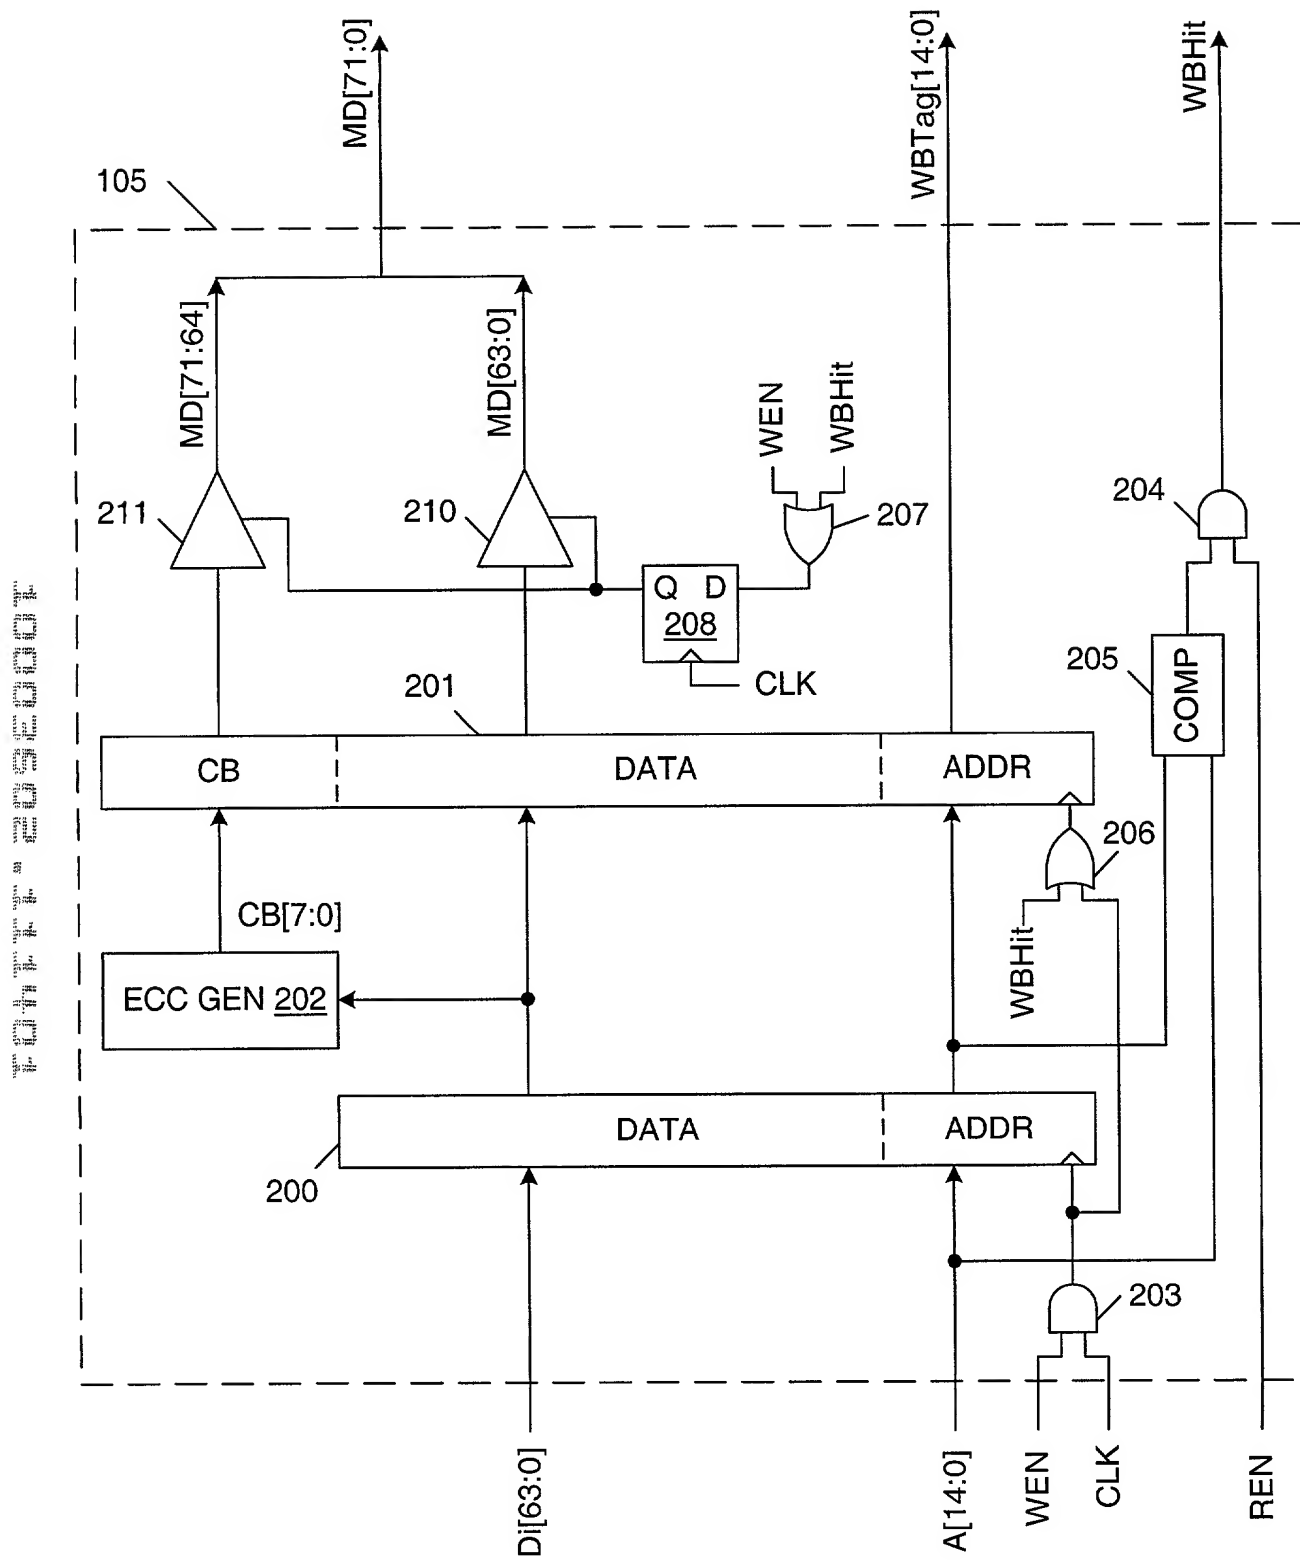 MD[71:0]
WBTag[14:0]
WBHit
105
MD[71:64]
MD[63:0]
WEN
WBHit
211
210
207
204
Q D
208
CLK
205
COMP
201
CB
DATA
ADDR
206
CB[7:0]
WBHit
ECC GEN 202
DATA
ADDR
200
203
Di[63:0]
A[14:0]
WEN
CLK
REN